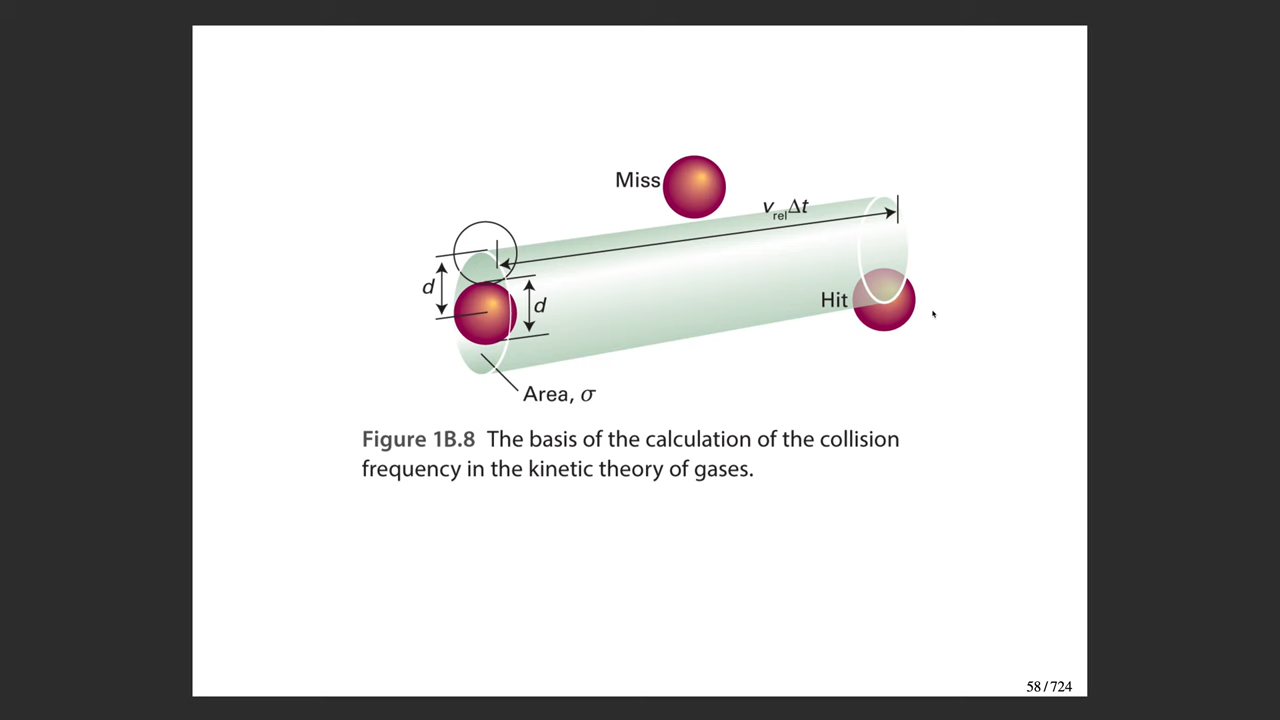 Miss
v_rel Δt
d
d
Hit
Area, σ
Figure 1B.8 The basis of the calculation of the collision
frequency in the kinetic theory of gases.
58 / 724